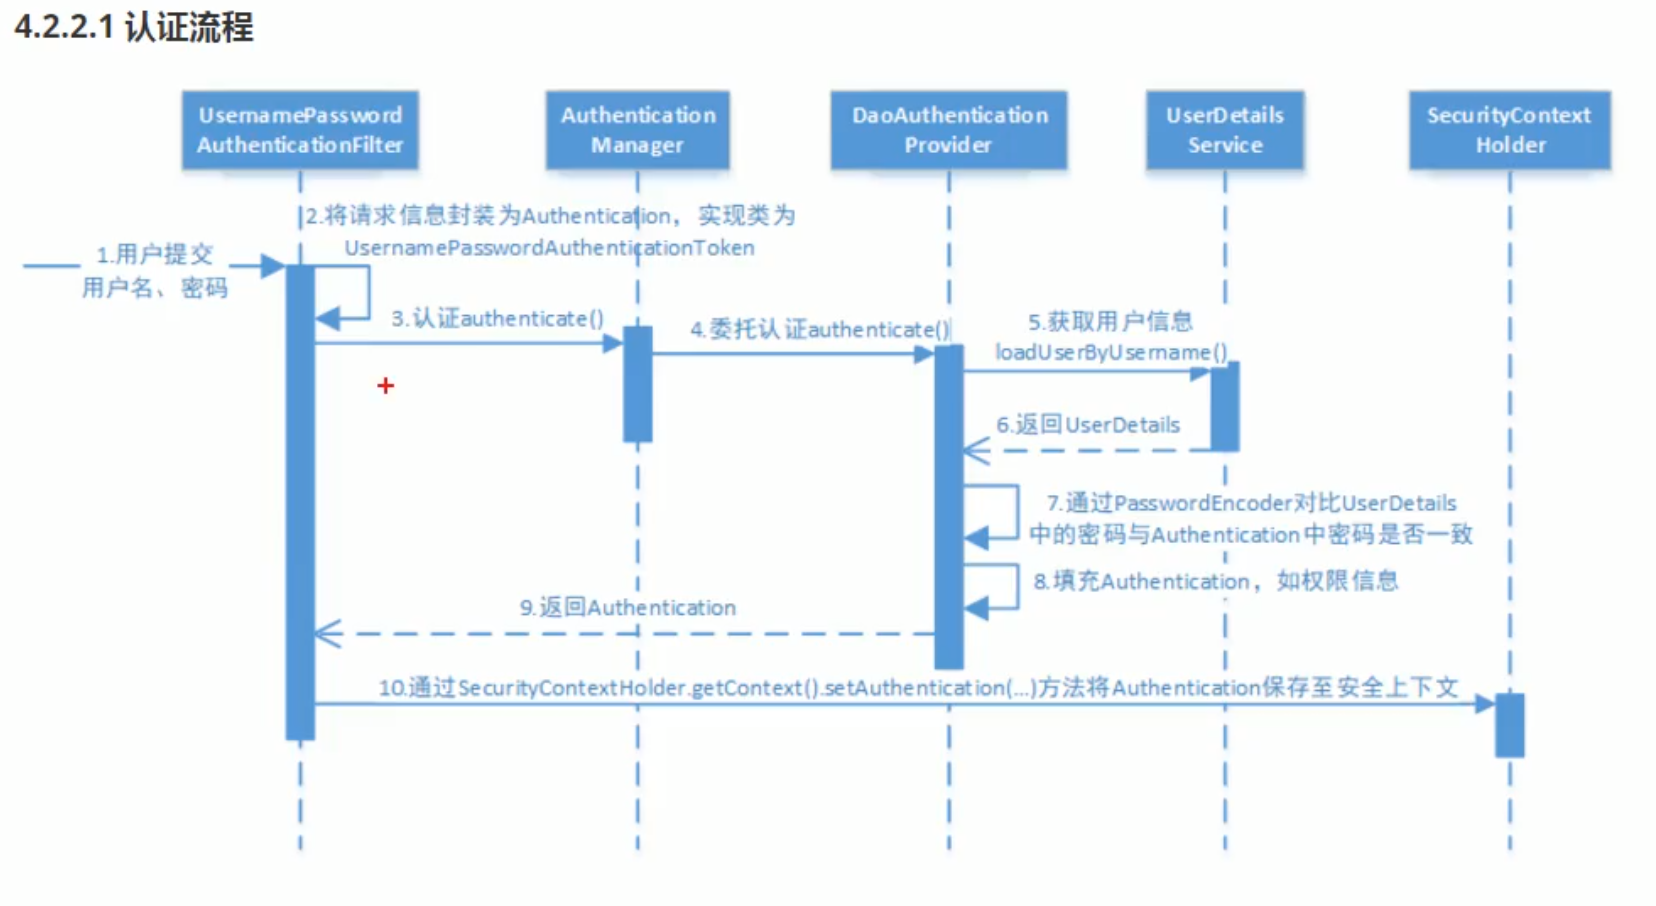 4.2.2.1 认证流程
UsernamePassword
AuthenticationFilter
Authentication
Manager
DaoAuthentication
Provider
UserDetails
Service
SecurityContext
Holder
2.将请求信息封装为Authentication，实现类为
UsernamePasswordAuthenticationToken
1.用户提交
用户名、密码
3.认证authenticate()
4.委托认证authenticate()
5.获取用户信息
loadUserByUsername()
6.返回UserDetails
7.通过PasswordEncoder对比UserDetails
中的密码与Authentication中密码是否一致
8.填充Authentication，如权限信息
9.返回Authentication
10.通过SecurityContextHolder.getContext().setAuthentication(...)方法将Authentication保存至安全上下文